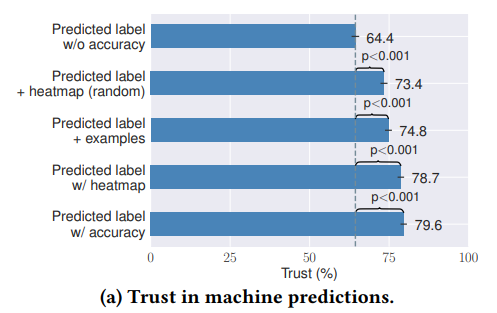 Predicted label
w/o accuracy
64.4
p<0.001
Predicted label
+ heatmap (random)
73.4
p<0.001
Predicted label
+ examples
74.8
p<0.001
Predicted label
w/ heatmap
78.7
p<0.001
Predicted label
w/ accuracy
79.6
0 25 50 75 100
Trust (%)
(a) Trust in machine predictions.